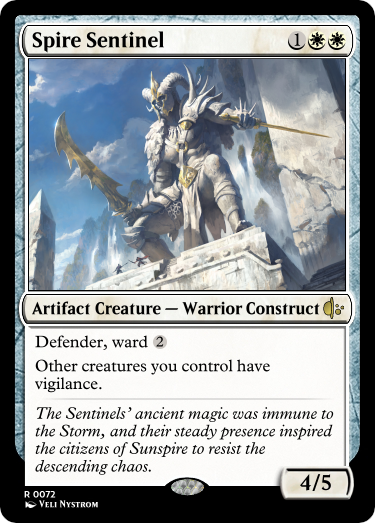 Spire Sentinel 1
Artifact Creature — Warrior Construct
Defender, ward 2
Other creatures you control have
vigilance.
The Sentinels' ancient magic was immune to
the Storm, and their steady presence inspired
the citizens of Sunspire to resist the
descending chaos.
4/5
R 0072
Veli Nystrom